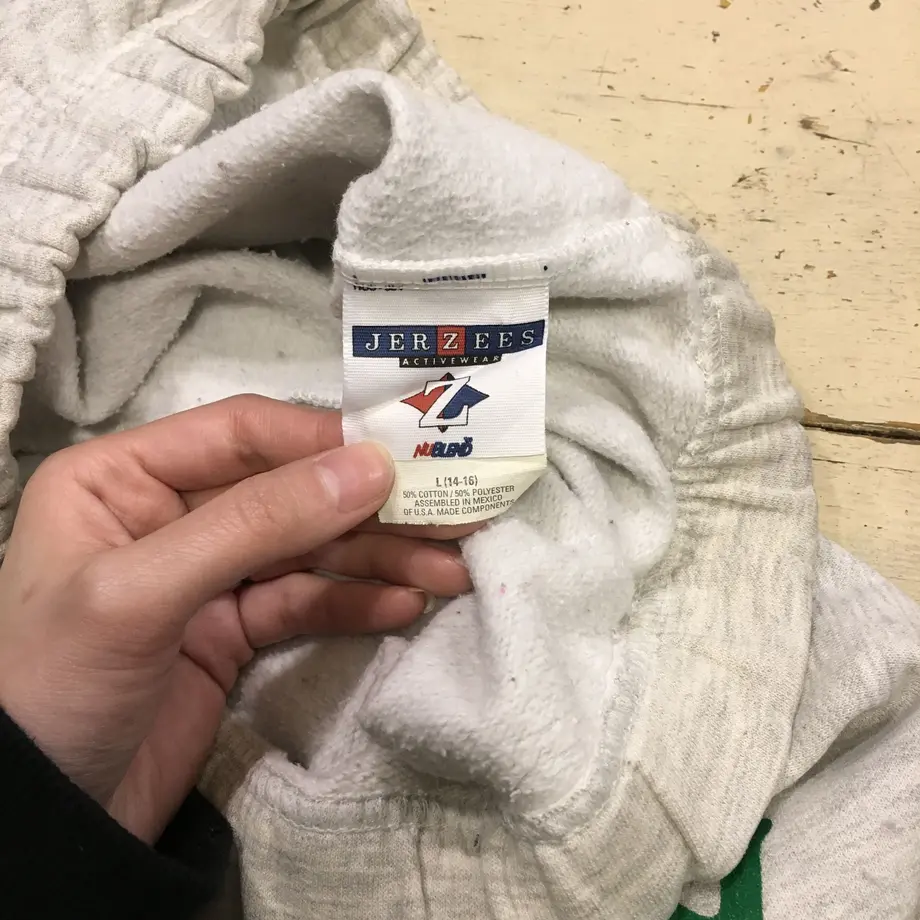 JERZEES
ACTIVEWEAR
Z
NUBLEND
L (14-16)
50% COTTON / 50% POLYESTER
ASSEMBLED IN MEXICO
OF U.S.A. MADE COMPONENTS